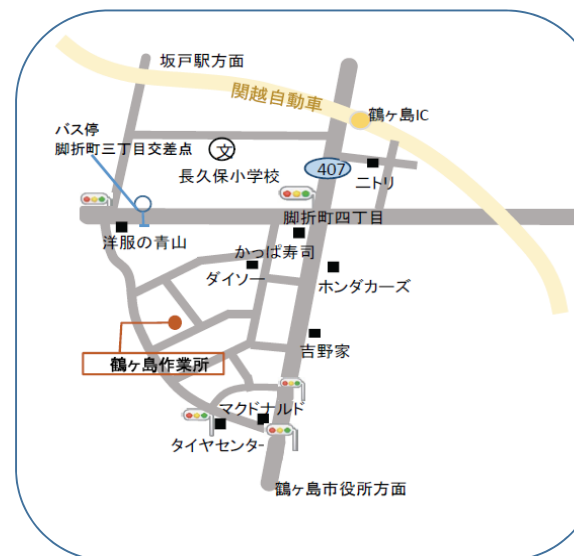 坂戸駅方面
関越自動車
鶴ヶ島IC
バス停
脚折町三丁目交差点
文
長久保小学校
407
ニトリ
脚折町四丁目
洋服の青山
かっぱ寿司
ダイソー
ホンダカーズ
吉野家
鶴ヶ島作業所
マクドナルド
タイヤセンター
鶴ヶ島市役所方面